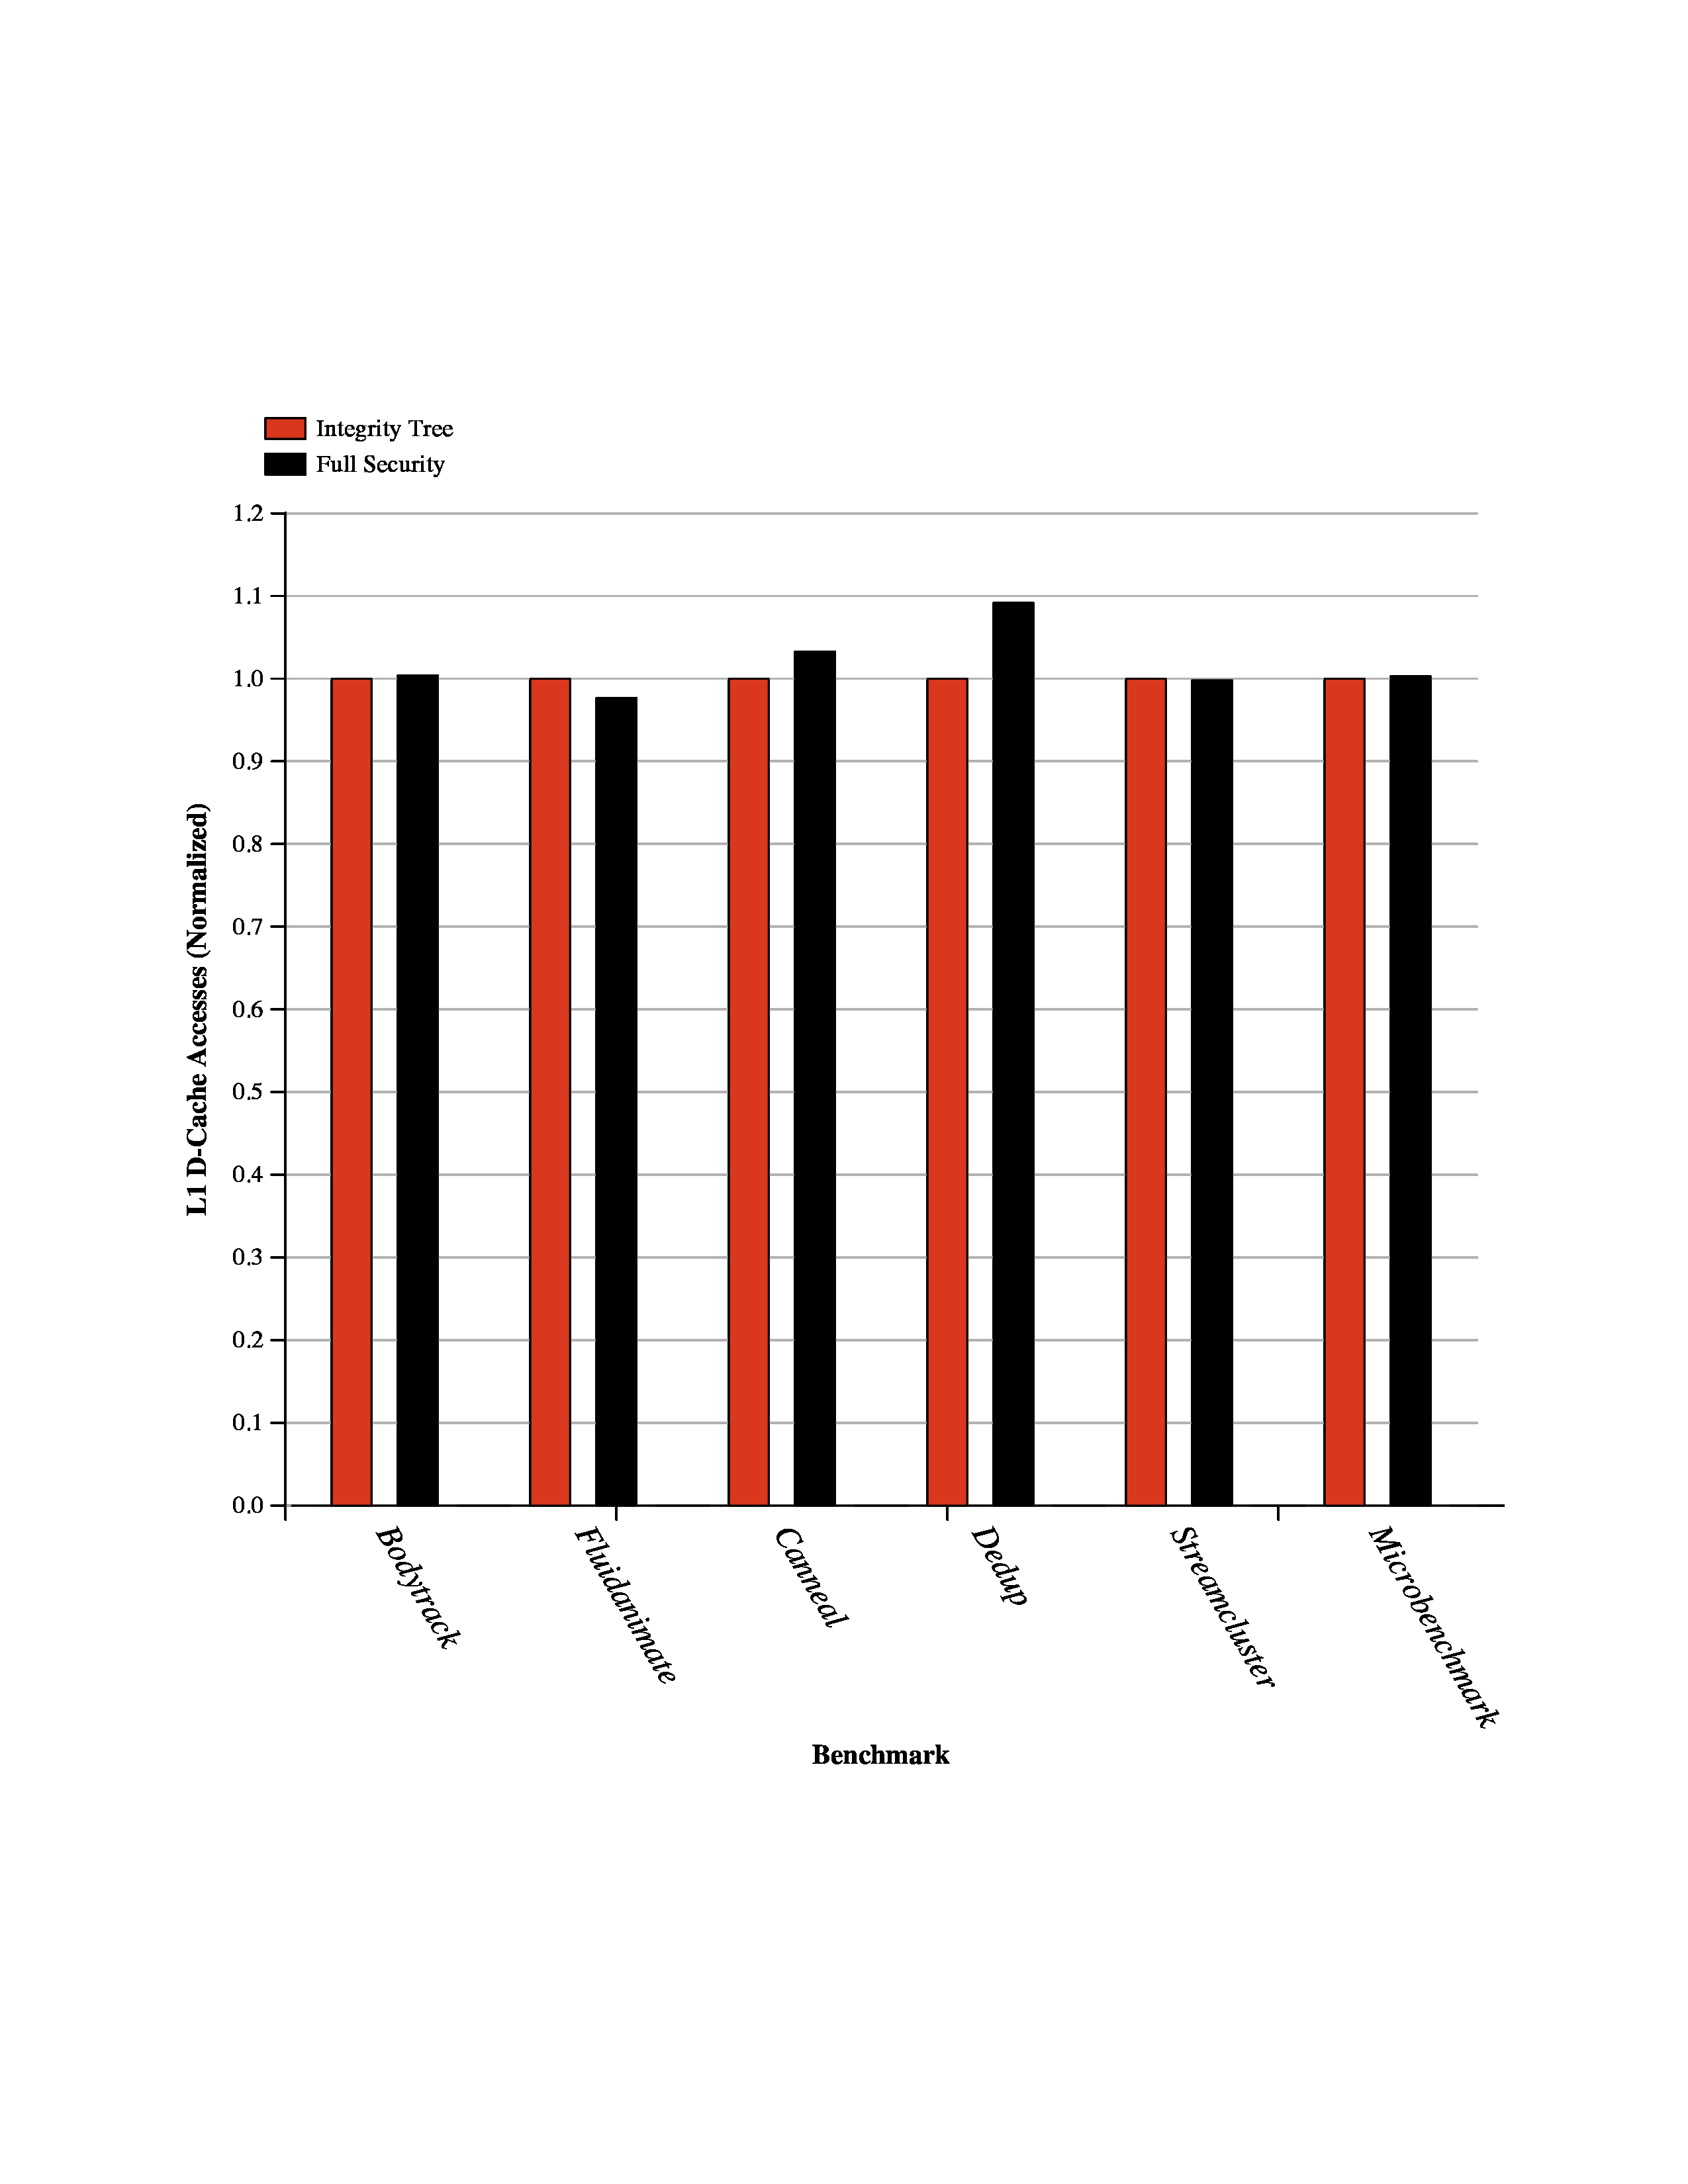 Integrity Tree
Full Security
1.2
1.1
1.0
0.9
0.8
0.7
0.6
0.5
0.4
0.3
0.2
0.1
0.0
L1 D-Cache Accesses (Normalized)
Bodytrack
Fluidanimate
Canneal
Dedup
Streamcluster
Microbenchmark
Benchmark